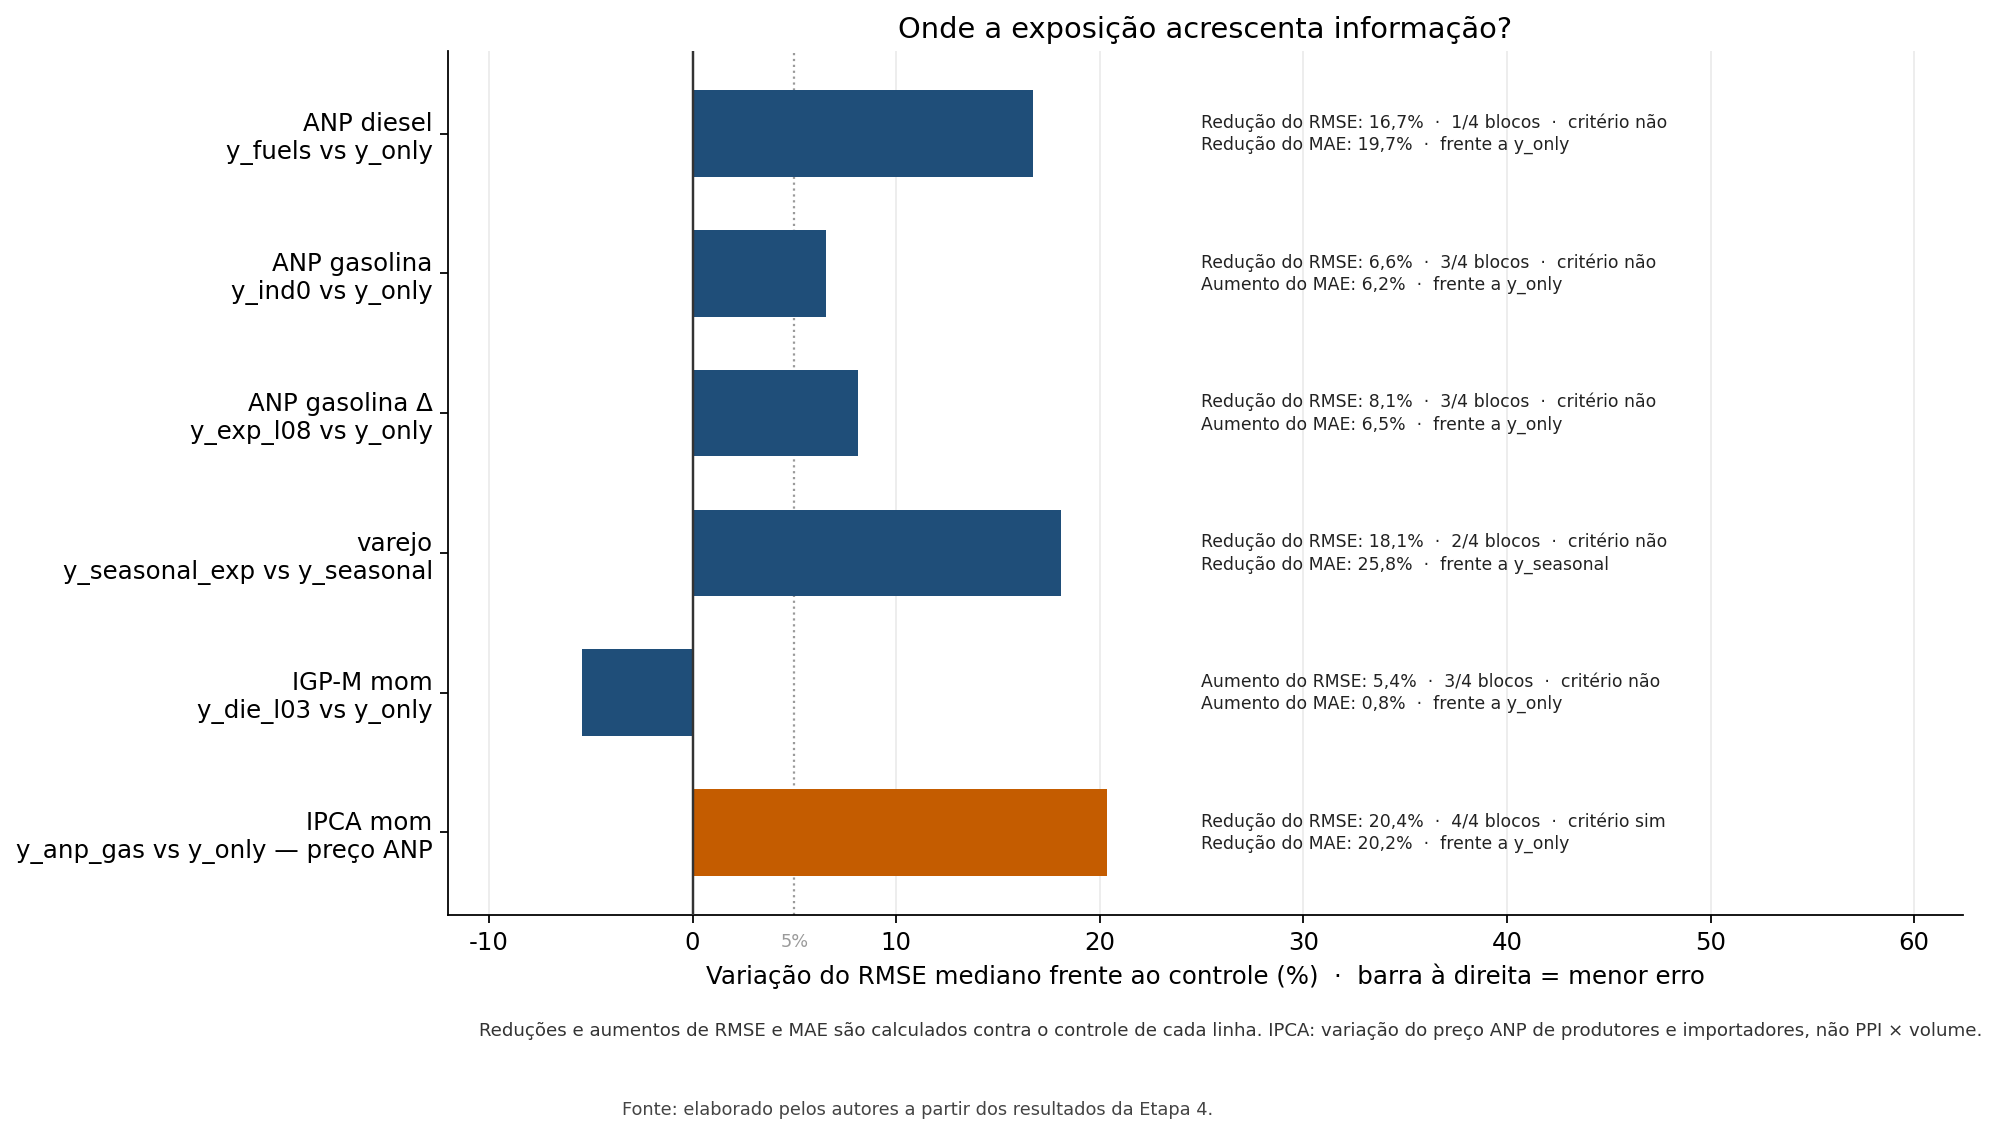 Onde a exposição acrescenta informação?
ANP diesel
y_fuels vs y_only
Redução do RMSE: 16,7%  ·  1/4 blocos  ·  critério não
Redução do MAE: 19,7%  ·  frente a y_only
ANP gasolina
y_ind0 vs y_only
Redução do RMSE: 6,6%  ·  3/4 blocos  ·  critério não
Aumento do MAE: 6,2%  ·  frente a y_only
ANP gasolina Δ
y_exp_l08 vs y_only
Redução do RMSE: 8,1%  ·  3/4 blocos  ·  critério não
Aumento do MAE: 6,5%  ·  frente a y_only
varejo
y_seasonal_exp vs y_seasonal
Redução do RMSE: 18,1%  ·  2/4 blocos  ·  critério não
Redução do MAE: 25,8%  ·  frente a y_seasonal
IGP-M mom
y_die_l03 vs y_only
Aumento do RMSE: 5,4%  ·  3/4 blocos  ·  critério não
Aumento do MAE: 0,8%  ·  frente a y_only
IPCA mom
y_anp_gas vs y_only — preço ANP
Redução do RMSE: 20,4%  ·  4/4 blocos  ·  critério sim
Redução do MAE: 20,2%  ·  frente a y_only
-10 0 5% 10 20 30 40 50 60
Variação do RMSE mediano frente ao controle (%)  ·  barra à direita = menor erro
Reduções e aumentos de RMSE e MAE são calculados contra o controle de cada linha. IPCA: variação do preço ANP de produtores e importadores, não PPI × volume.
Fonte: elaborado pelos autores a partir dos resultados da Etapa 4.